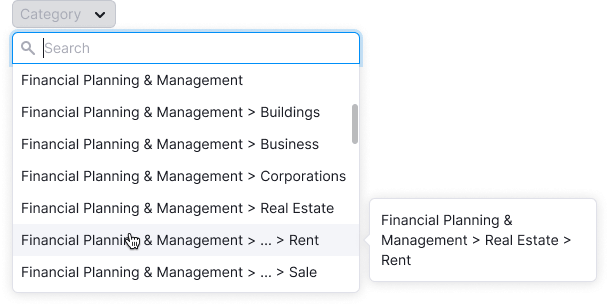 Category
Search
Financial Planning & Management
Financial Planning & Management > Buildings
Financial Planning & Management > Business
Financial Planning & Management > Corporations
Financial Planning & Management > Real Estate
Financial Planning & Management > ... > Rent
Financial Planning & Management > ... > Sale
Financial Planning &
Management > Real Estate >
Rent